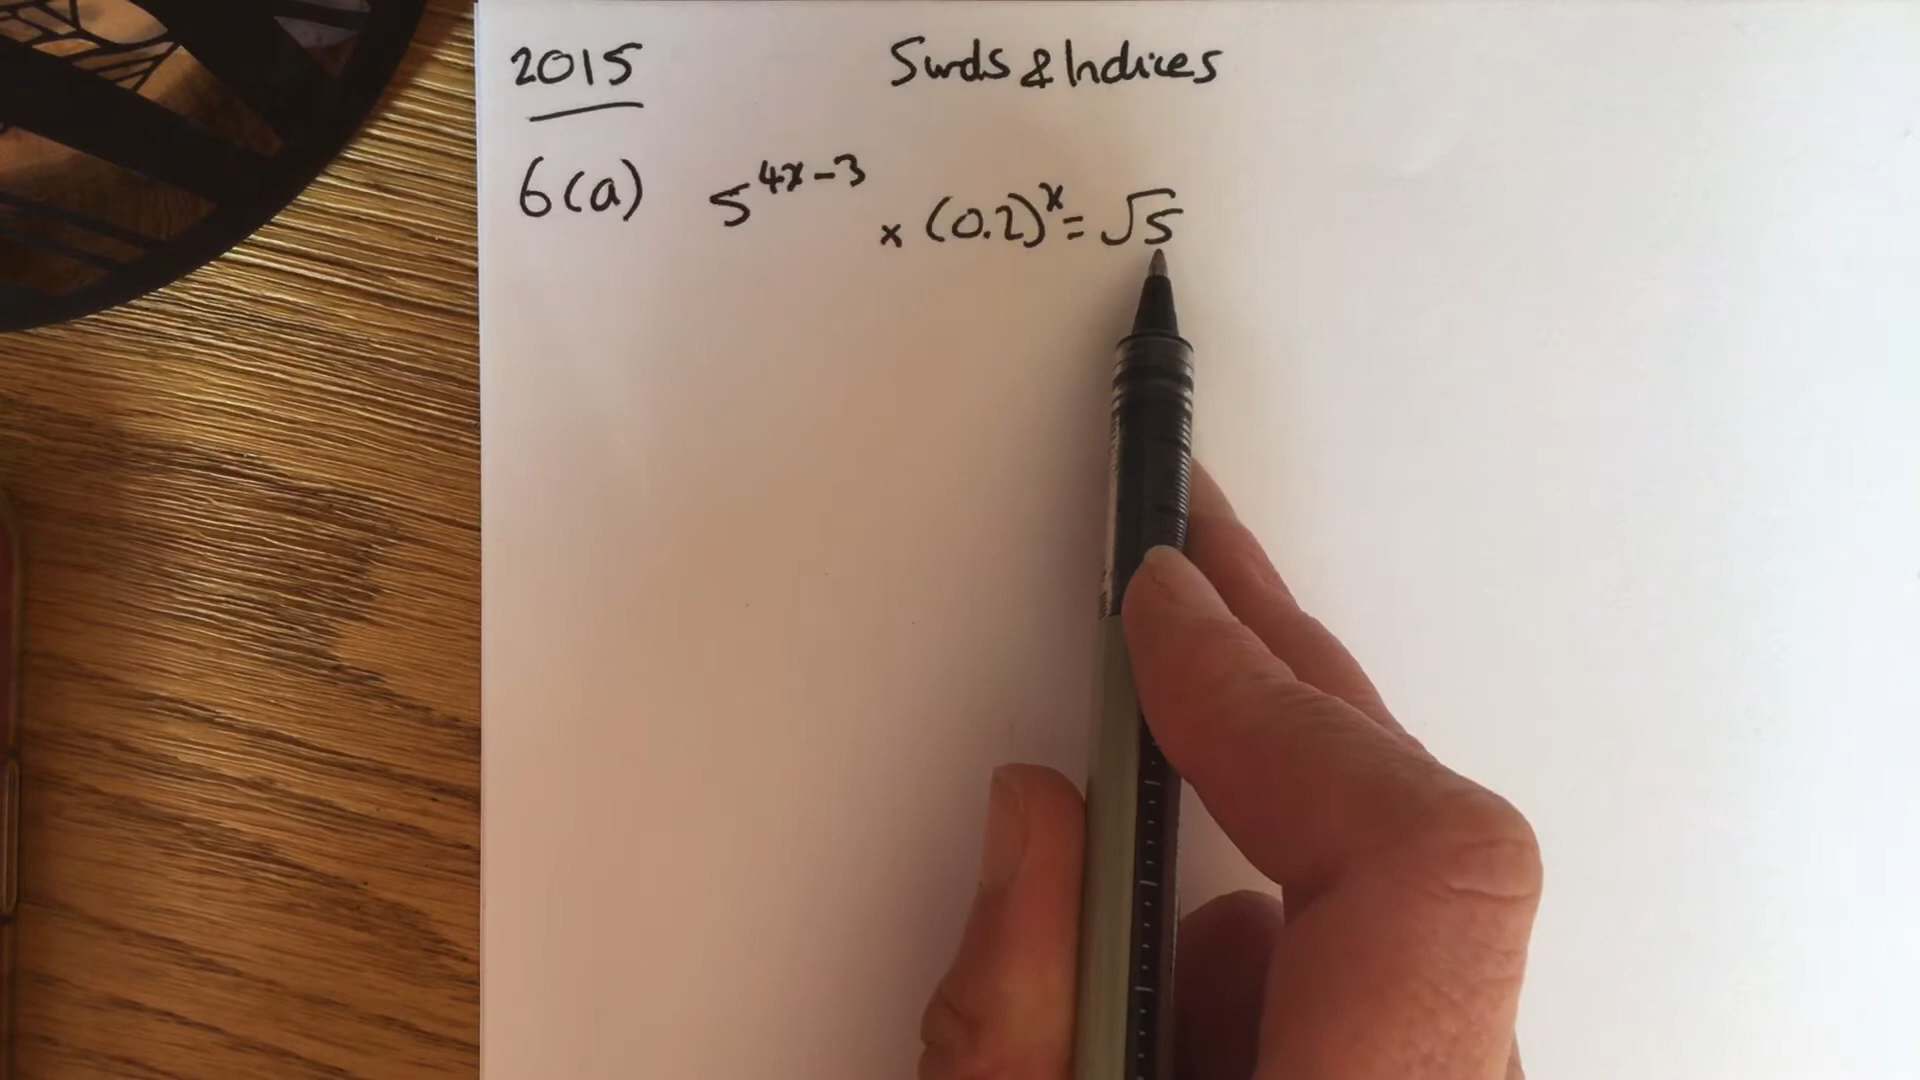 2015 Surds & Indices
6(a) 5^{4x-3} × (0.2)^x = √5